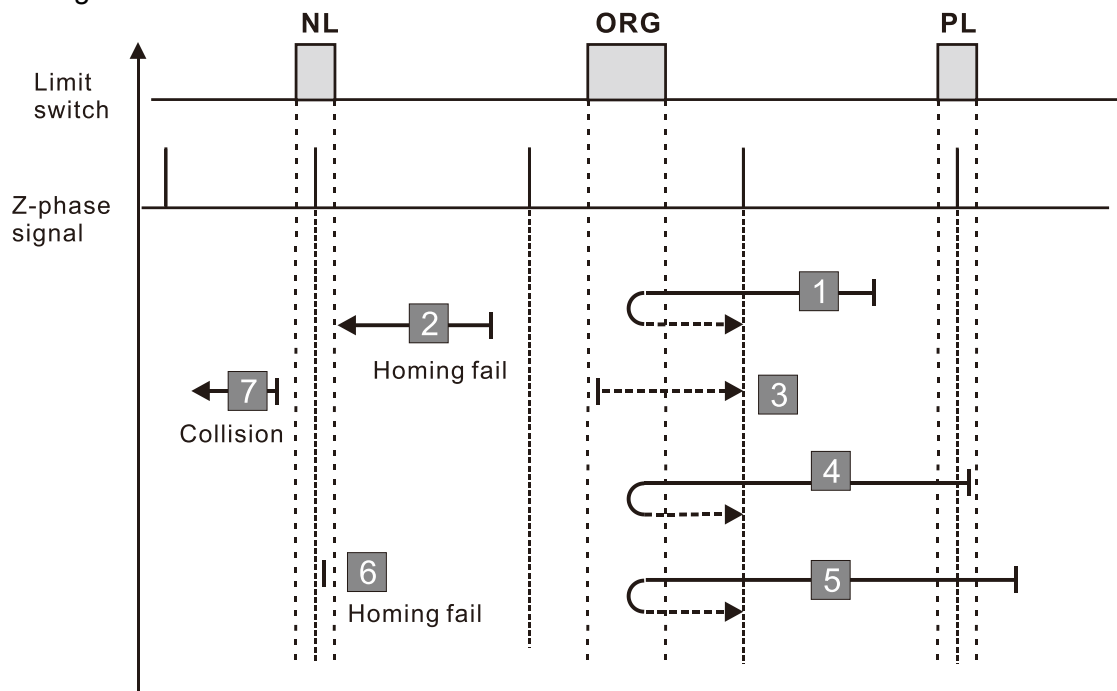 NL
ORG
PL
Limit
switch
Z-phase
signal
1
2
Homing fail
7
3
Collision
4
6
5
Homing fail